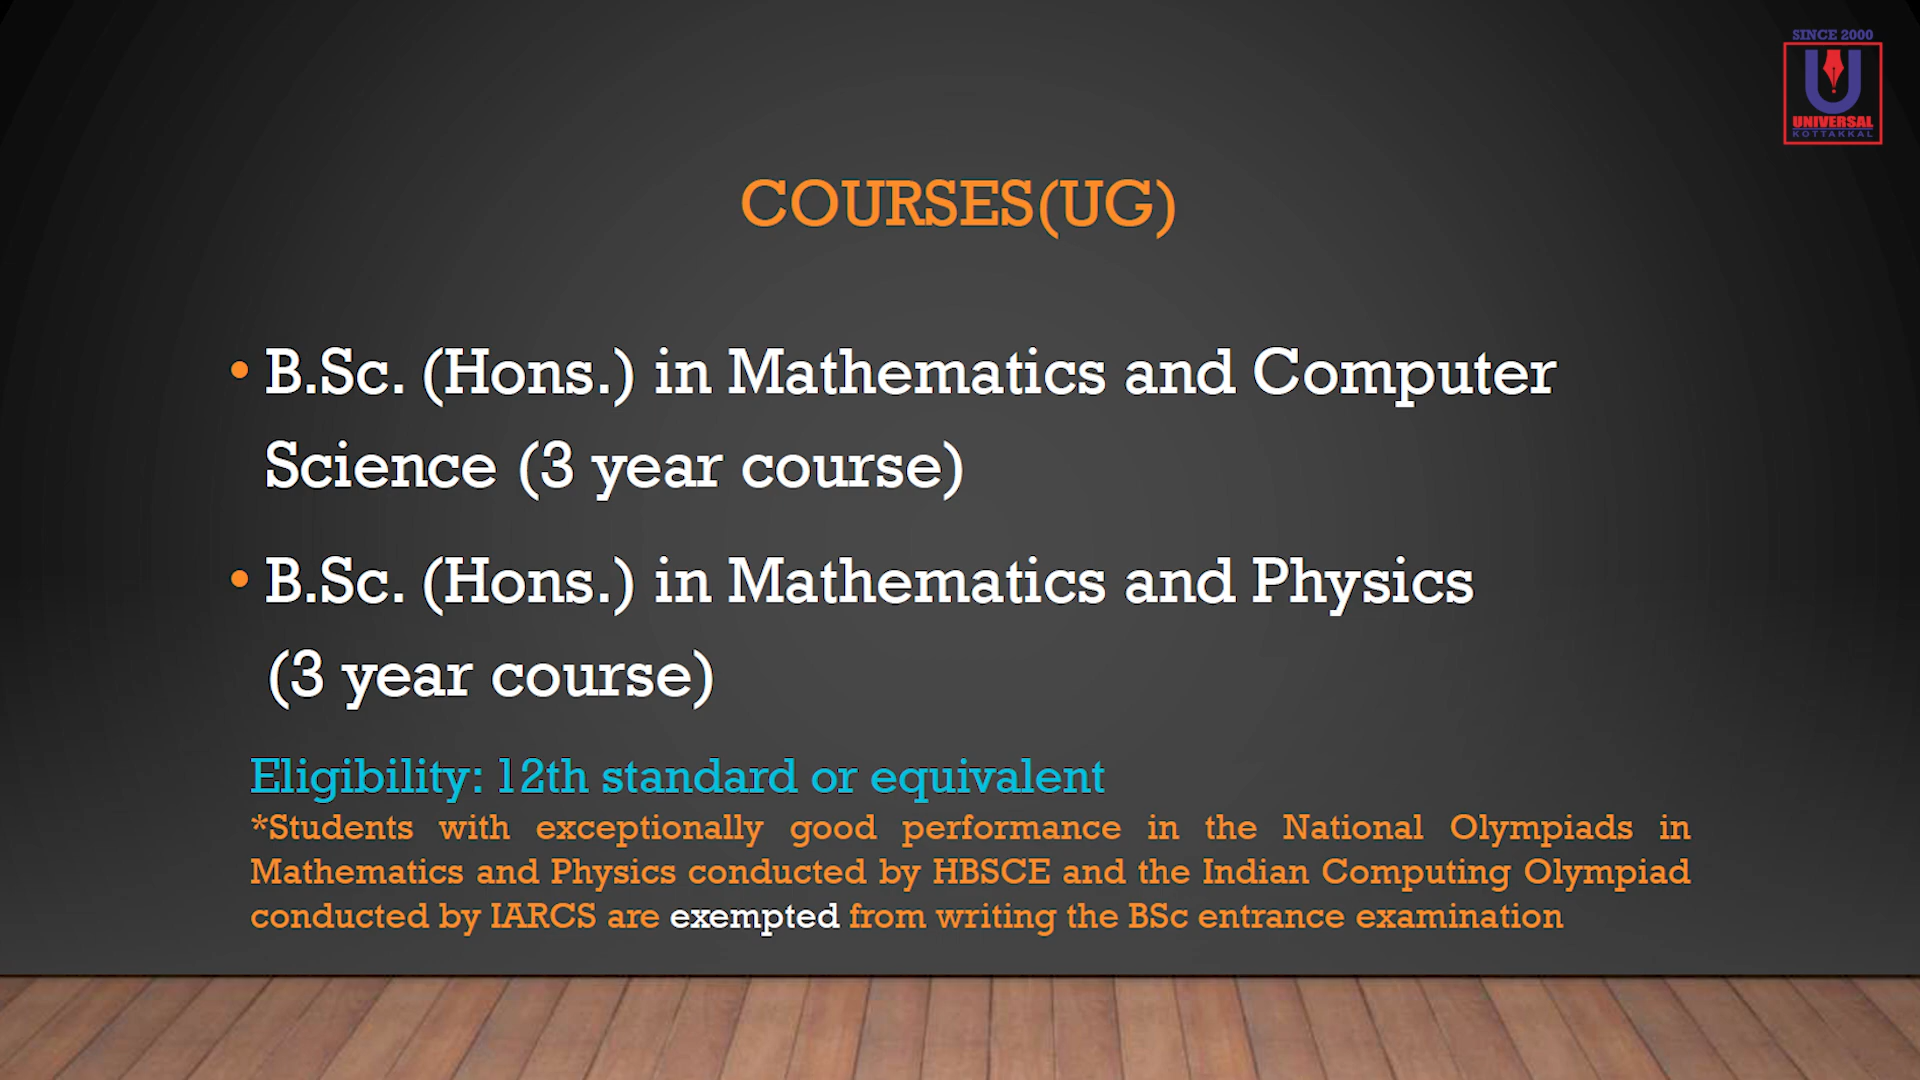 SINCE 2000
UNIVERSAL
KOTTAKKAL
COURSES(UG)
• B.Sc. (Hons.) in Mathematics and Computer
Science (3 year course)
• B.Sc. (Hons.) in Mathematics and Physics
(3 year course)
Eligibility: 12th standard or equivalent
*Students with exceptionally good performance in the National Olympiads in
Mathematics and Physics conducted by HBSCE and the Indian Computing Olympiad
conducted by IARCS are exempted from writing the BSc entrance examination